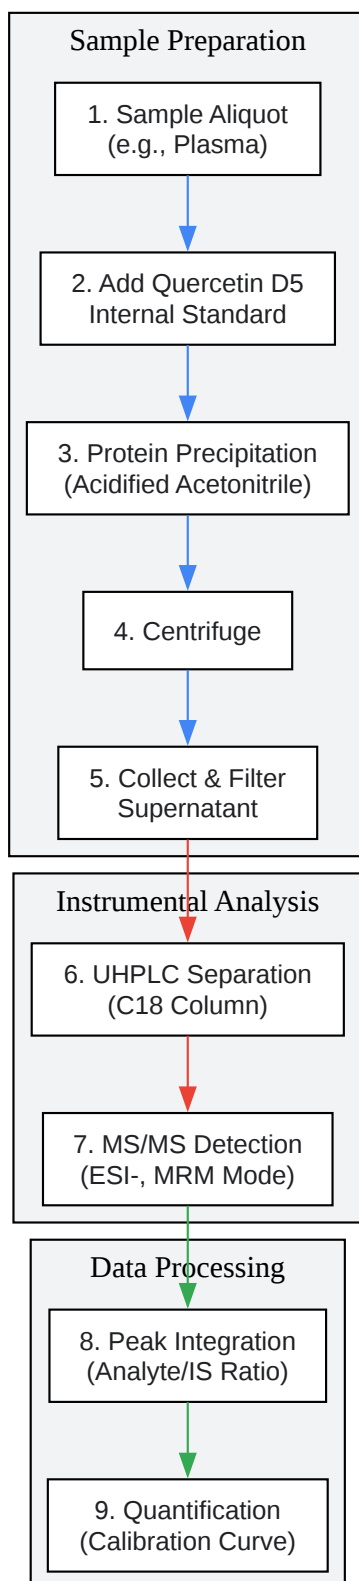 Sample Preparation
1. Sample Aliquot
(e.g., Plasma)
2. Add Quercetin D5
Internal Standard
3. Protein Precipitation
(Acidified Acetonitrile)
4. Centrifuge
5. Collect & Filter
Supernatant
Instrumental Analysis
6. UHPLC Separation
(C18 Column)
7. MS/MS Detection
(ESI-, MRM Mode)
Data Processing
8. Peak Integration
(Analyte/IS Ratio)
9. Quantification
(Calibration Curve)